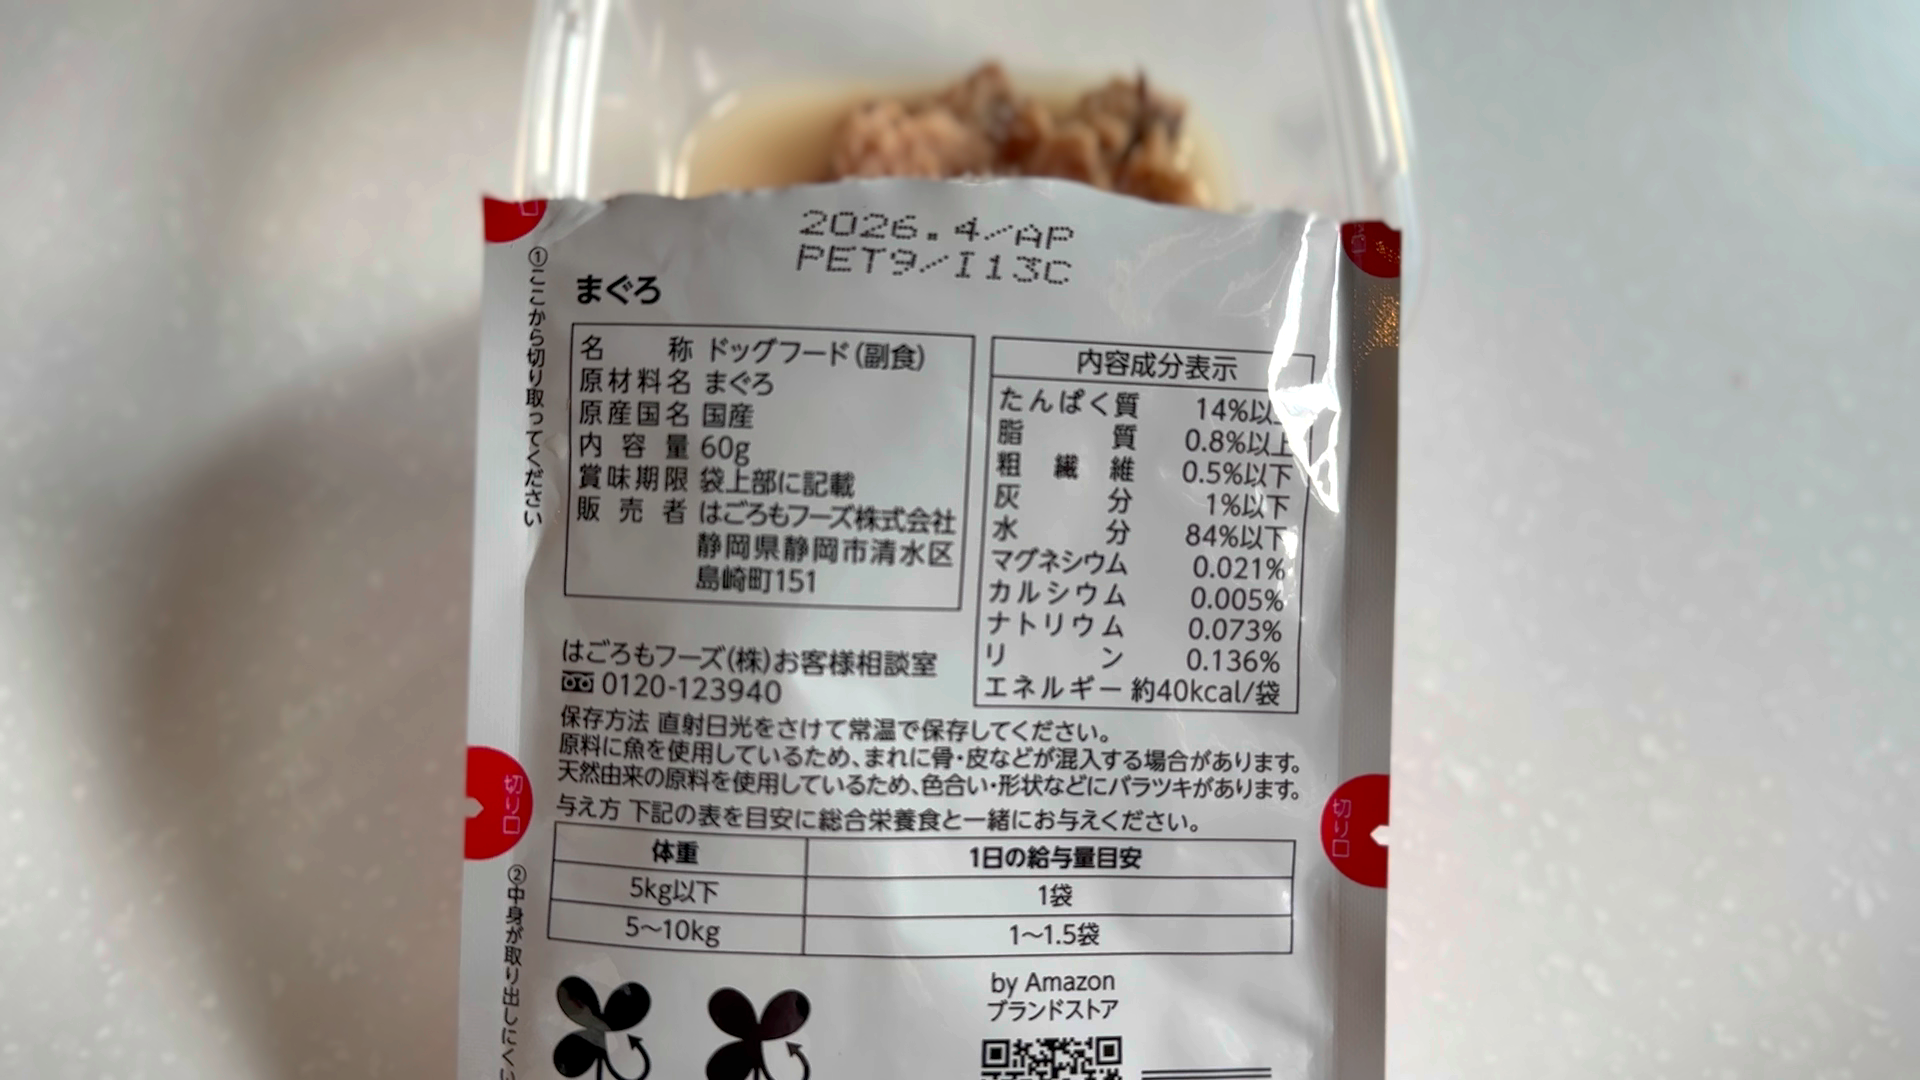 2026.4/AP
PET9/I13C
まぐろ
①ここから切り取ってください
名称 ドッグフード(副食)
原材料名 まぐろ
原産国名 国産
内容量 60g
賞味期限 袋上部に記載
販売者 はごろもフーズ株式会社
静岡県静岡市清水区
島崎町151
内容成分表示
たんぱく質 14%以上
脂質 0.8%以上
粗繊維 0.5%以下
灰分 1%以下
水分 84%以下
マグネシウム 0.021%
カルシウム 0.005%
ナトリウム 0.073%
リン 0.136%
エネルギー 約40kcal/袋
はごろもフーズ(株)お客様相談室
0120-123940
保存方法 直射日光をさけて常温で保存してください。
原料に魚を使用しているため、まれに骨・皮などが混入する場合があります。
天然由来の原料を使用しているため、色合い・形状などにバラツキがあります。
与え方 下記の表を目安に総合栄養食と一緒にお与えください。
切り口
切り口
体重 1日の給与量目安
5kg以下 1袋
5〜10kg 1〜1.5袋
②中身が取り出しにくい
by Amazon
ブランドストア